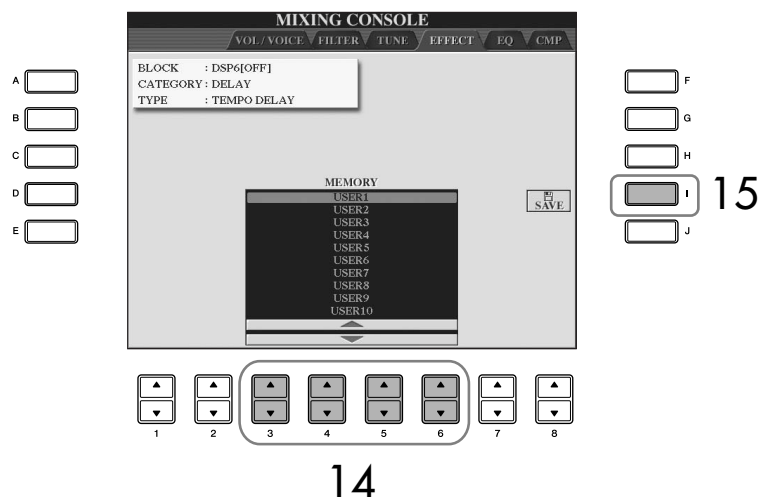 MIXING CONSOLE
VOL / VOICE FILTER TUNE EFFECT EQ CMP
BLOCK : DSP6[OFF]
CATEGORY : DELAY
TYPE : TEMPO DELAY
A
B
C
D
E
F
G
H
I
J
15
MEMORY
USER1
USER2
USER3
USER4
USER5
USER6
USER7
USER8
USER9
USER10
SAVE
1 2 3 4 5 6 7 8
14